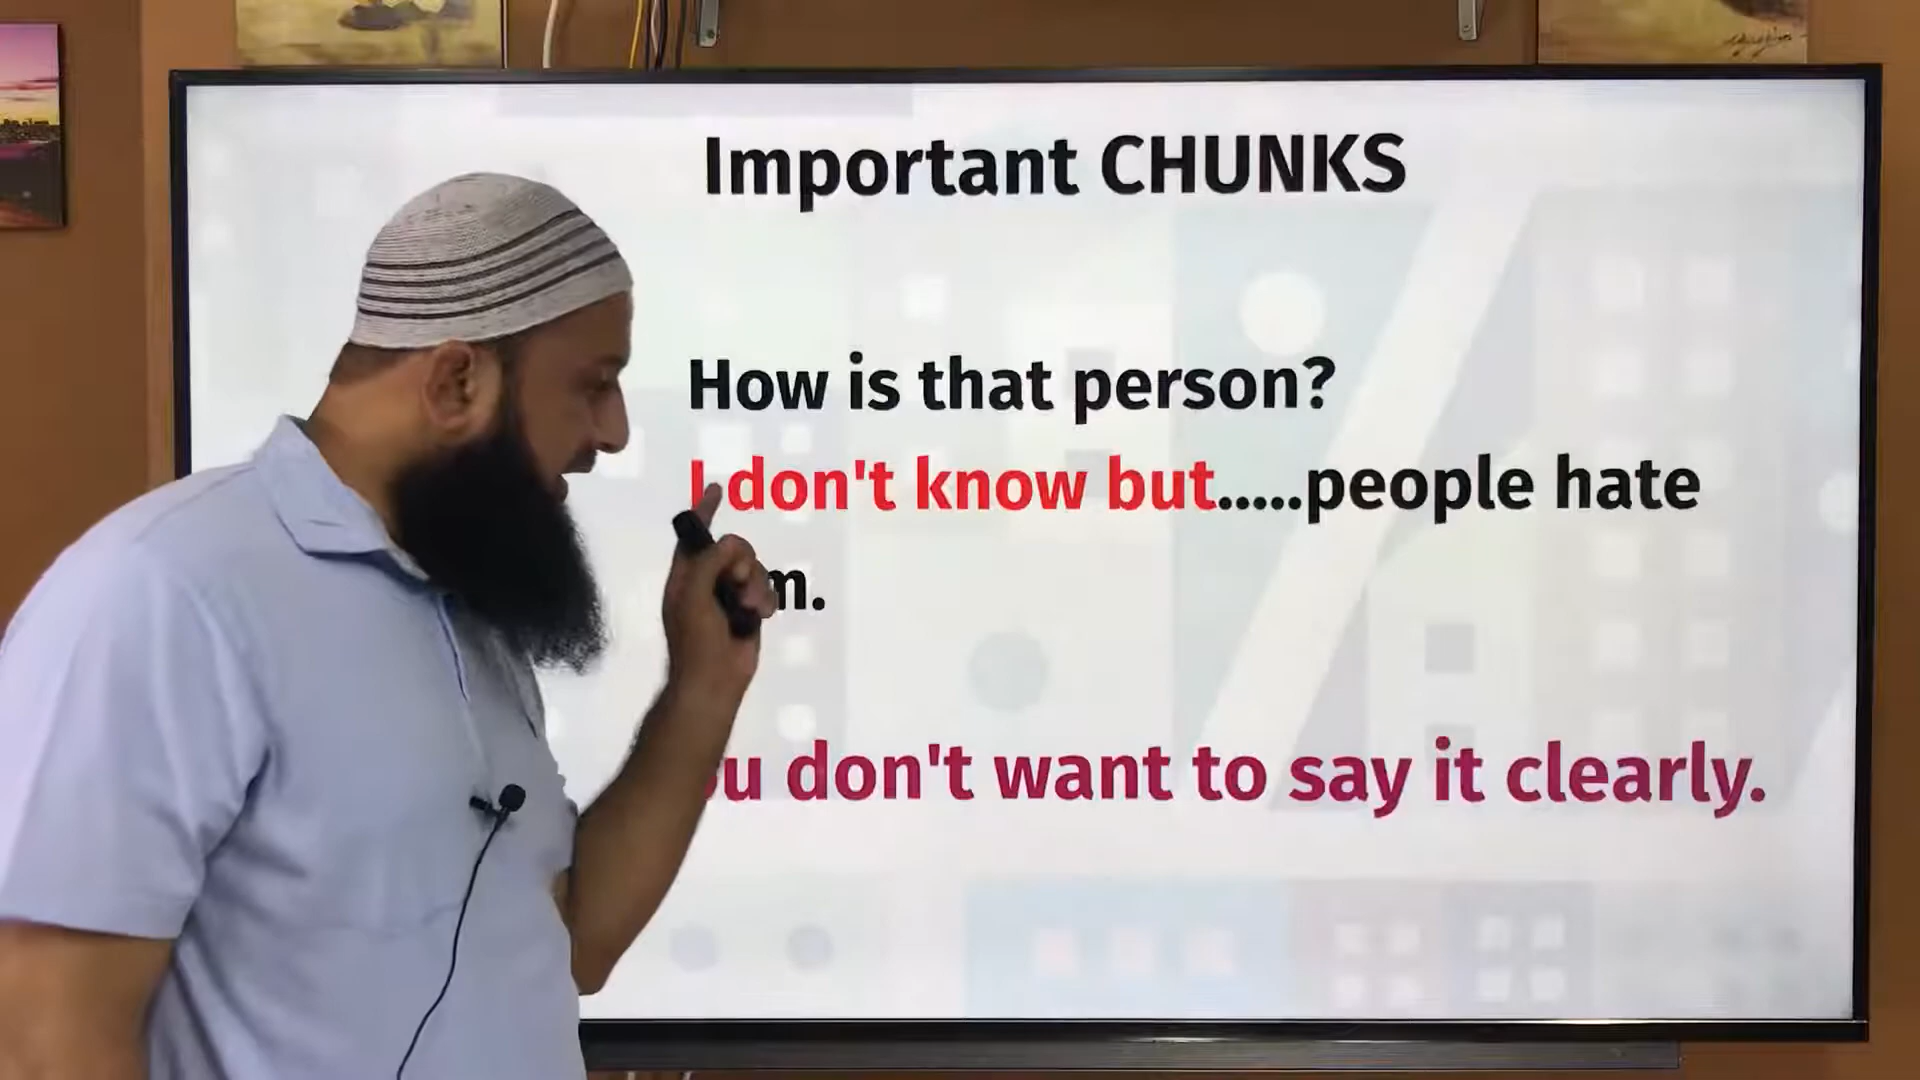 Important CHUNKS
How is that person?
I don't know but.....people hate
don't want to say it clearly.